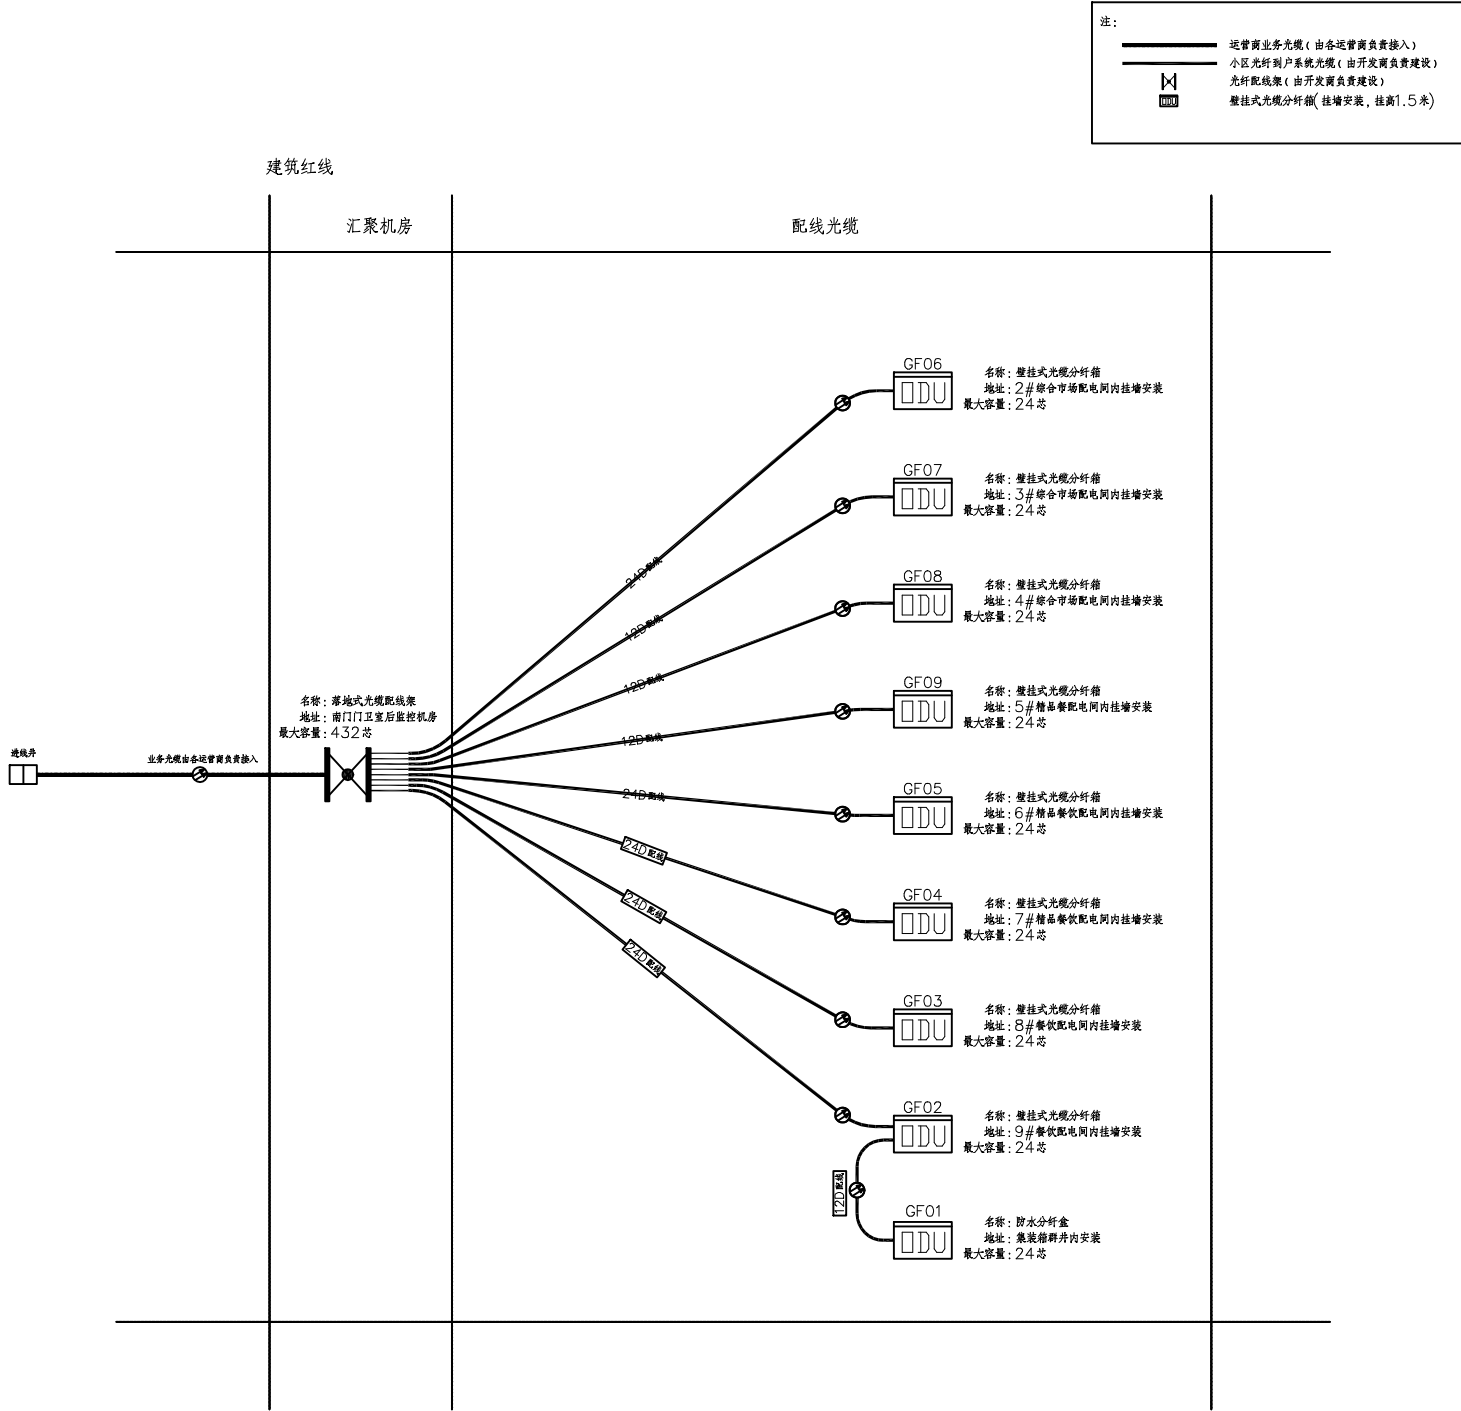 注:
运营商业务光缆(由各运营商负责接入)
小区光纤到户系统光缆(由开发商负责建设)
光纤配线架(由开发商负责建设)
ODU
壁挂式光缆分纤箱(挂墙安装,挂高1.5米)
建筑红线
汇聚机房
配线光缆
GF06
ODU
名称:壁挂式光缆分纤箱
地址:2#综合市场配电间内挂墙安装
最大容量:24芯
24D配线
GF07
ODU
名称:壁挂式光缆分纤箱
地址:3#综合市场配电间内挂墙安装
最大容量:24芯
12D配线
GF08
ODU
名称:壁挂式光缆分纤箱
地址:4#综合市场配电间内挂墙安装
最大容量:24芯
12D配线
GF09
ODU
名称:壁挂式光缆分纤箱
地址:5#精品餐配电间内挂墙安装
最大容量:24芯
12D配线
名称:落地式光缆配线架
地址:南门门卫室后监控机房
最大容量:432芯
进线井
业务光缆由各运营商负责接入
GF05
ODU
名称:壁挂式光缆分纤箱
地址:6#精品餐饮配电间内挂墙安装
最大容量:24芯
24D配线
GF04
ODU
名称:壁挂式光缆分纤箱
地址:7#精品餐饮配电间内挂墙安装
最大容量:24芯
24D配线
GF03
ODU
名称:壁挂式光缆分纤箱
地址:8#餐饮配电间内挂墙安装
最大容量:24芯
24D配线
GF02
ODU
名称:壁挂式光缆分纤箱
地址:9#餐饮配电间内挂墙安装
最大容量:24芯
24D配线
12D配线
GF01
ODU
名称:防水分纤盒
地址:集装箱群井内安装
最大容量:24芯